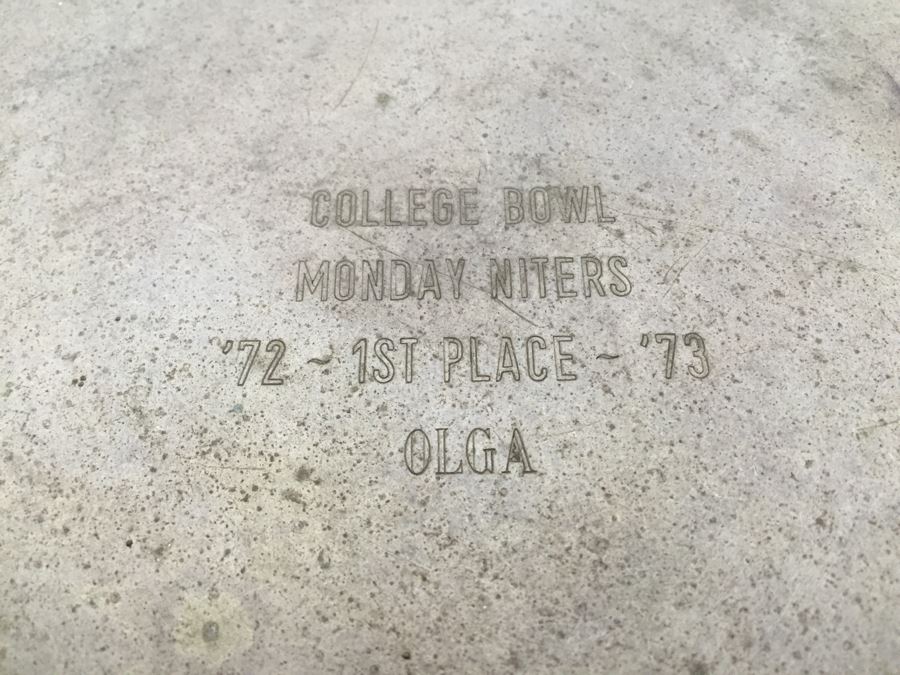 COLLEGE BOWL
MONDAY NITERS
'72 ~ 1ST PLACE ~ '73
OLGA